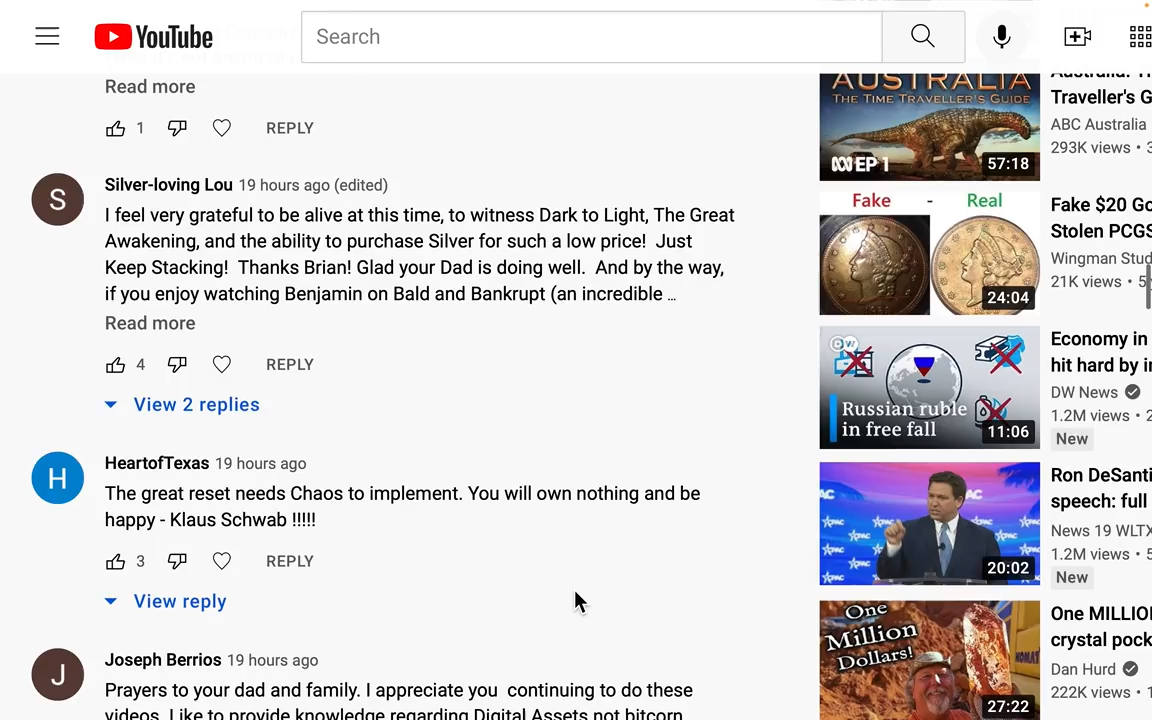 YouTube
Search
Read more
1
REPLY
S
Silver-loving Lou 19 hours ago (edited)
I feel very grateful to be alive at this time, to witness Dark to Light, The Great
Awakening, and the ability to purchase Silver for such a low price!  Just
Keep Stacking!  Thanks Brian! Glad your Dad is doing well.  And by the way,
if you enjoy watching Benjamin on Bald and Bankrupt (an incredible ...
Read more
4
REPLY
View 2 replies
H
HeartofTexas 19 hours ago
The great reset needs Chaos to implement. You will own nothing and be
happy - Klaus Schwab !!!!!
3
REPLY
View reply
J
Joseph Berrios 19 hours ago
Prayers to your dad and family. I appreciate you  continuing to do these
videos. Like to provide knowledge regarding Digital Assets not bitcoin
AUSTRALIA
THE TIME TRAVELLER'S GUIDE
ABC EP 1
57:18
Traveller's G
ABC Australia
293K views •
Fake - Real
24:04
Fake $20 Go
Stolen PCGS
Wingman Stud
21K views • 5
DW
Russian ruble
in free fall
11:06
Economy in
hit hard by i
DW News
1.2M views • 2
New
AC
PAC
20:02
Ron DeSanti
speech: full
News 19 WLTX
1.2M views • 5
New
One
Million
Dollars!
27:22
One MILLIO
crystal pock
Dan Hurd
222K views • 1